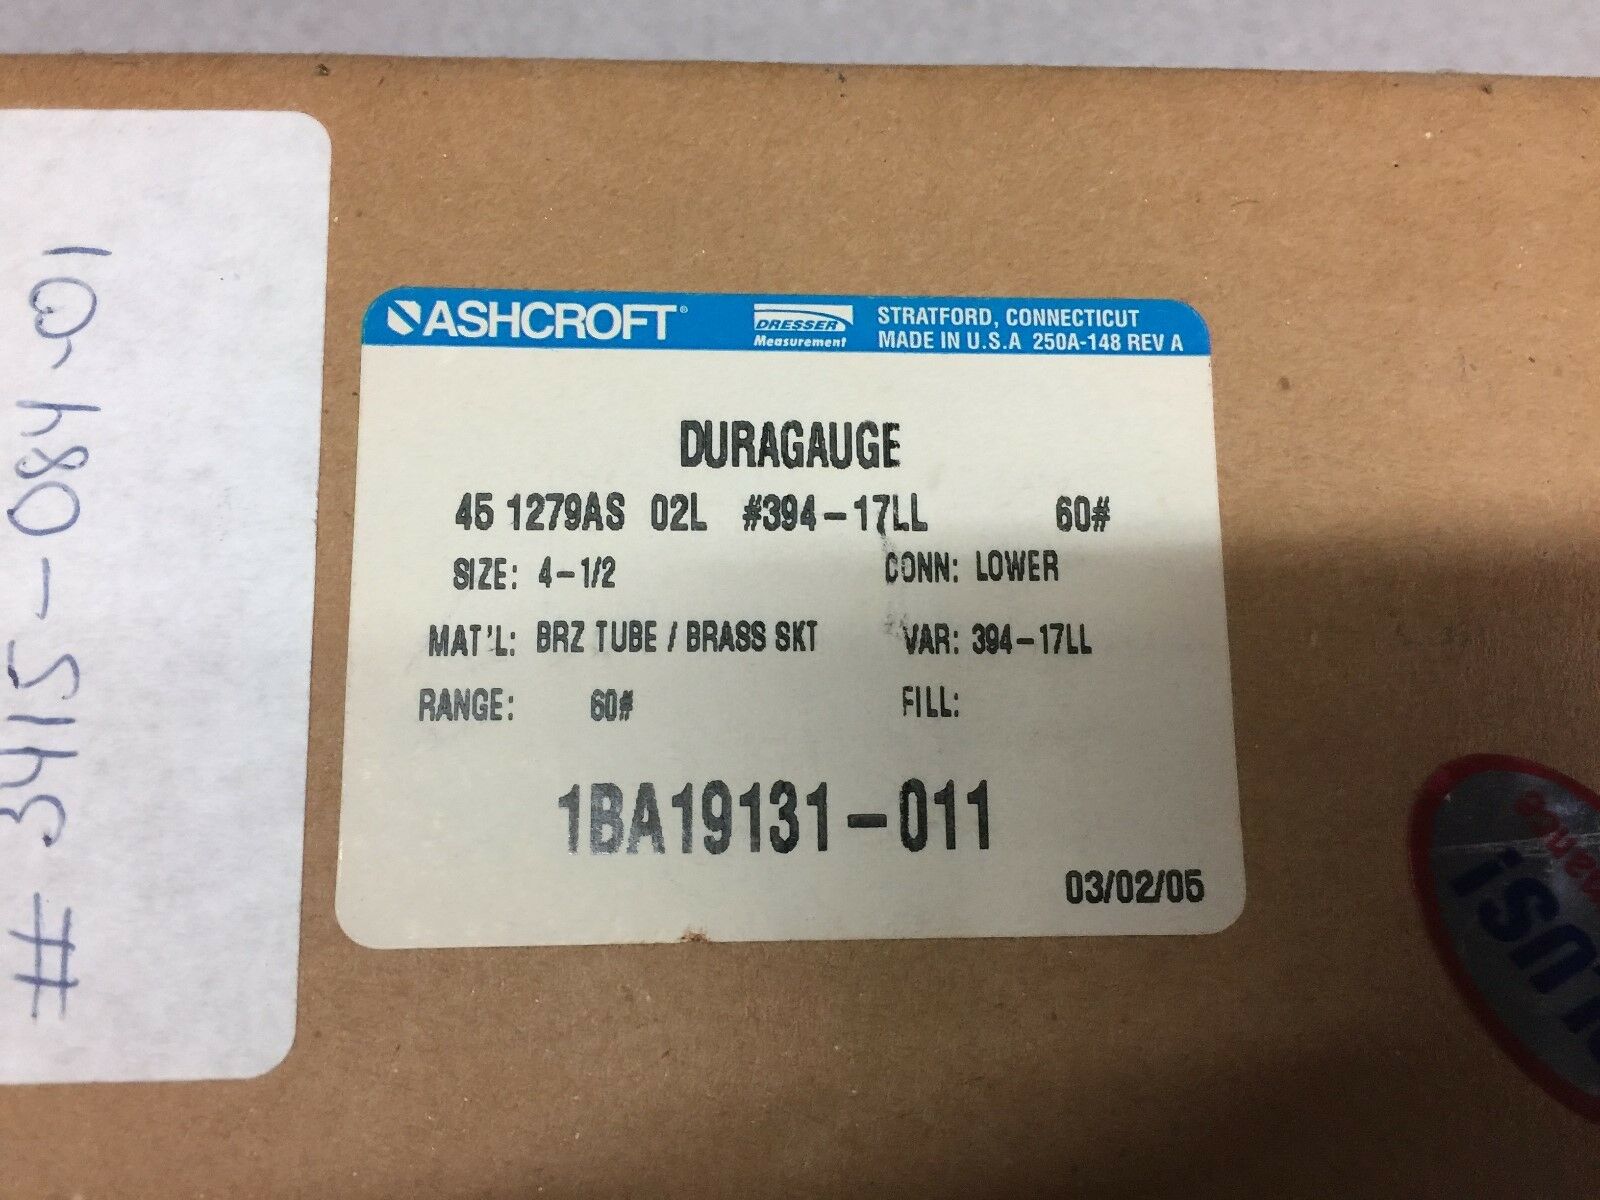 # 3415-084-01
ASHCROFT®
DRESSER
Measurement
STRATFORD, CONNECTICUT
MADE IN U.S.A 250A-148 REV A
DURAGAUGE
45 1279AS 02L #394-17LL 60#
SIZE: 4-1/2 CONN: LOWER
MAT'L: BRZ TUBE / BRASS SKT VAR: 394-17LL
RANGE: 60# FILL:
1BA19131-011
03/02/05